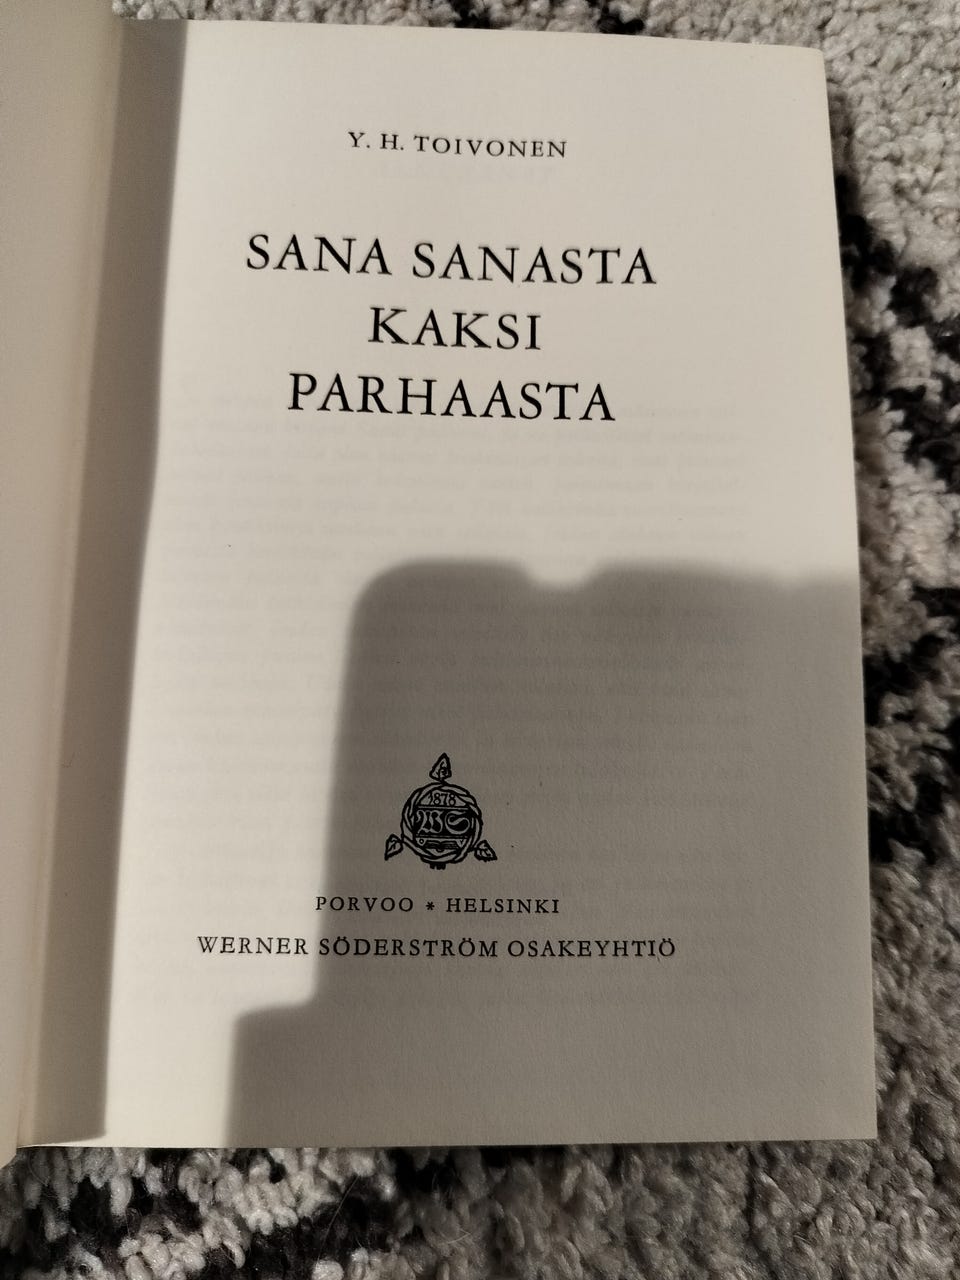 Y. H. TOIVONEN
SANA SANASTA
KAKSI
PARHAASTA
1878
WS
PORVOO * HELSINKI
WERNER SÖDERSTRÖM OSAKEYHTIÖ